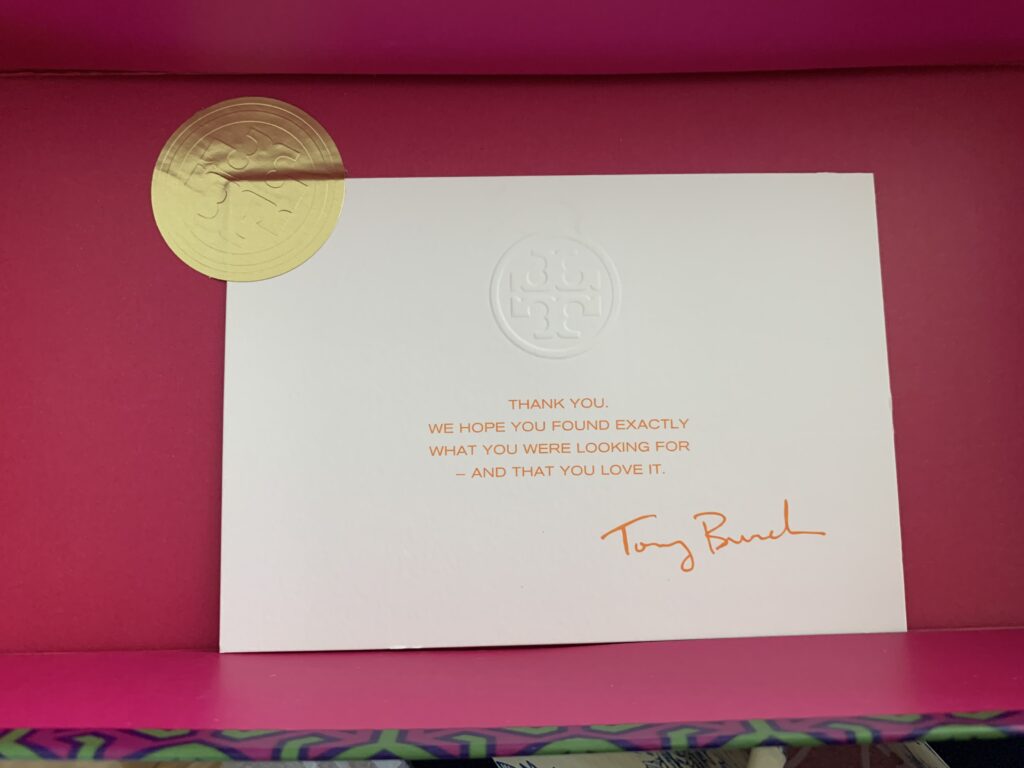 THANK YOU.
WE HOPE YOU FOUND EXACTLY
WHAT YOU WERE LOOKING FOR
– AND THAT YOU LOVE IT.
Tory Burch